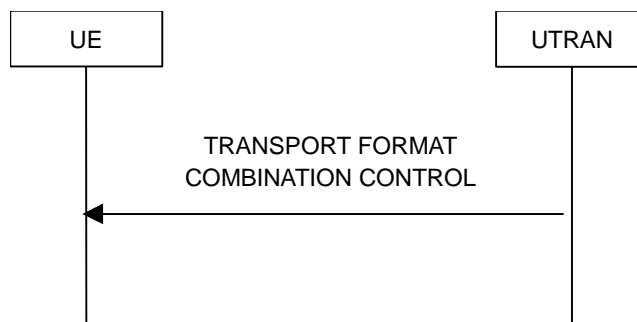 UE
UTRAN
TRANSPORT FORMAT
COMBINATION CONTROL